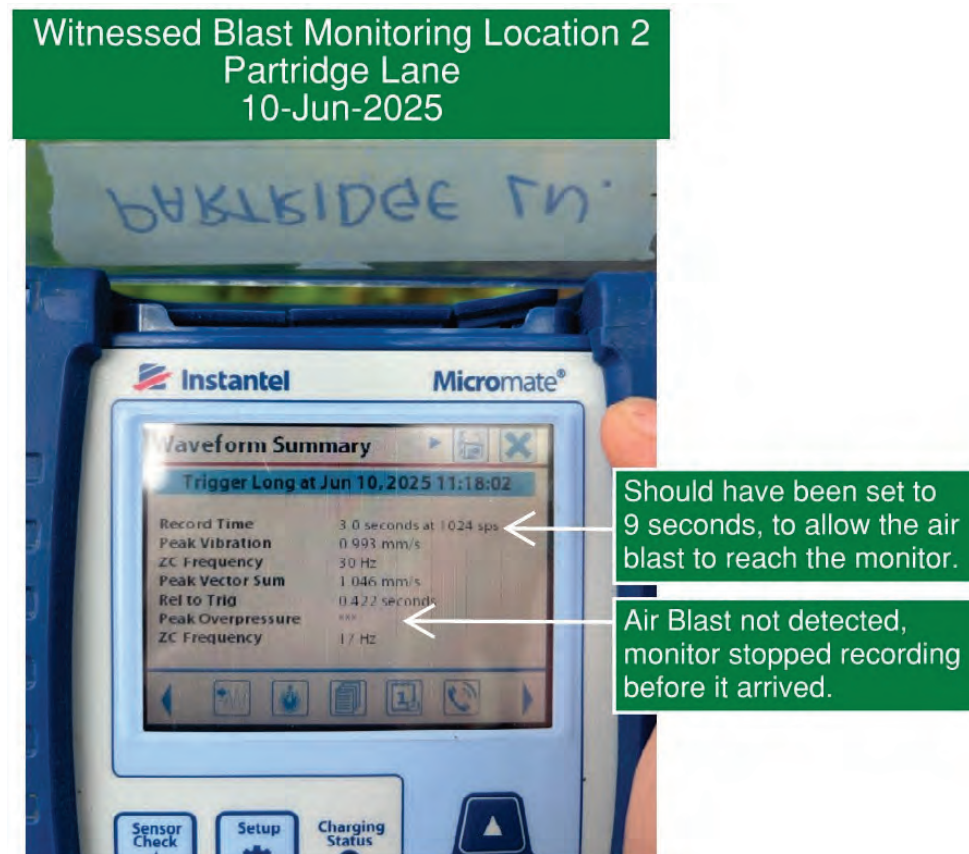 Witnessed Blast Monitoring Location 2
Partridge Lane
10-Jun-2025
PARTRIDGE LN.
Instantel Micromate®
Waveform Summary
Trigger Long at Jun 10, 2025 11:18:02
Record Time 3.0 seconds at 1024 sps
Peak Vibration 0.993 mm/s
ZC Frequency 30 Hz
Peak Vector Sum 1.046 mm/s
Rel to Trig 0.422 seconds
Peak Overpressure ***
ZC Frequency 17 Hz
Should have been set to
9 seconds, to allow the air
blast to reach the monitor.
Air Blast not detected,
monitor stopped recording
before it arrived.
1
Sensor
Check
Setup
Charging
Status